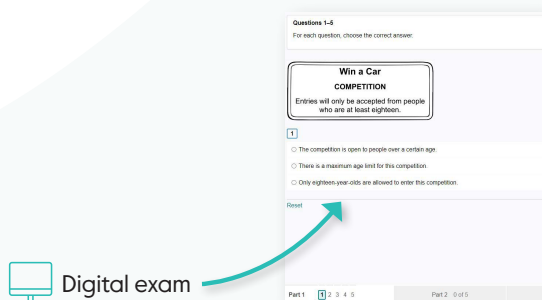 Questions 1–5
For each question, choose the correct answer.
Win a Car
COMPETITION
Entries will only be accepted from people
who are at least eighteen.
1
The competition is open to people over a certain age.
There is a maximum age limit for this competition.
Only eighteen-year-olds are allowed to enter this competition.
Reset
Digital exam
Part 1 1 2 3 4 5 Part 2 0 of 5